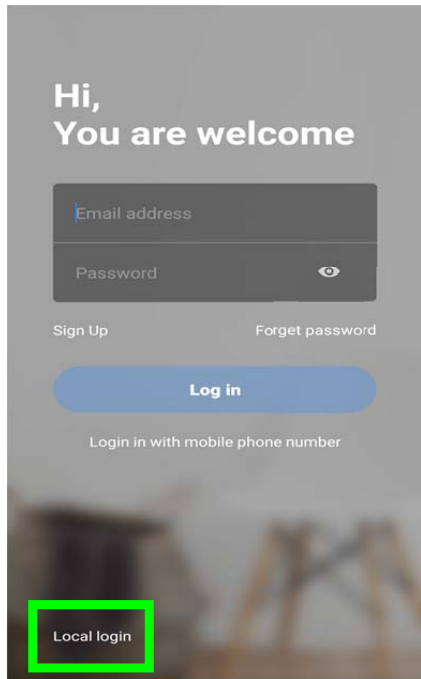 Hi,
You are welcome
Email address
Password
Sign Up Forget password
Log in
Login in with mobile phone number
Local login